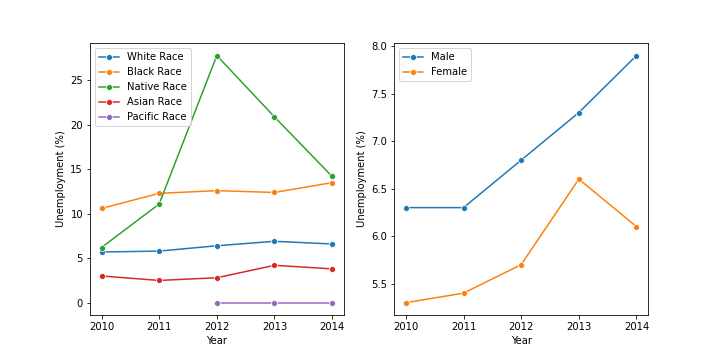 White Race
Black Race
Native Race
Asian Race
Pacific Race
25
20
15
10
5
0
Unemployment (%)
2010 2011 2012 2013 2014
Year
Male
Female
8.0
7.5
7.0
6.5
6.0
5.5
Unemployment (%)
2010 2011 2012 2013 2014
Year